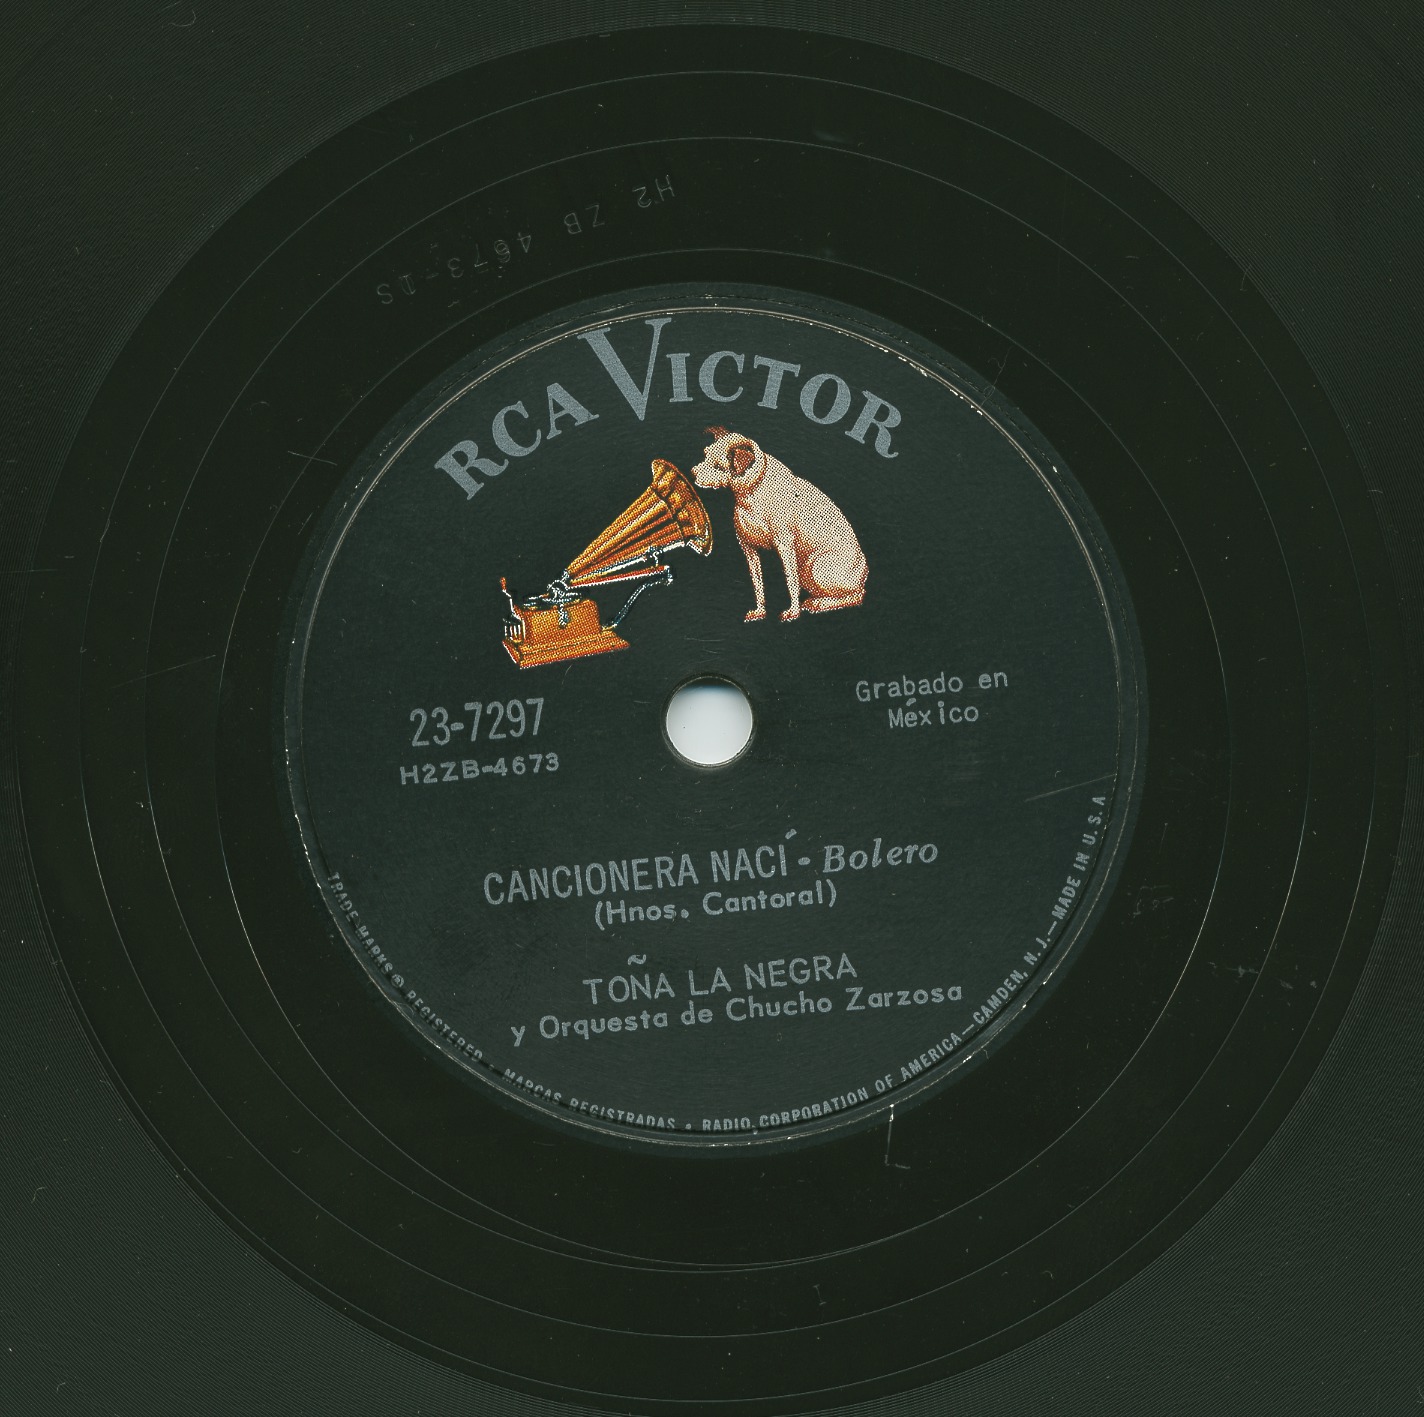 H2 ZB 4673-1S
RCA VICTOR
23-7297
H2ZB-4673
Grabado en
México
CANCIONERA NACÍ - Bolero
(Hnos. Cantoral)
TOÑA LA NEGRA
y Orquesta de Chucho Zarzosa
TRADE MARKS ® REGISTERED • MARCAS REGISTRADAS • RADIO CORPORATION OF AMERICA—CAMDEN, N. J.—MADE IN U.S.A